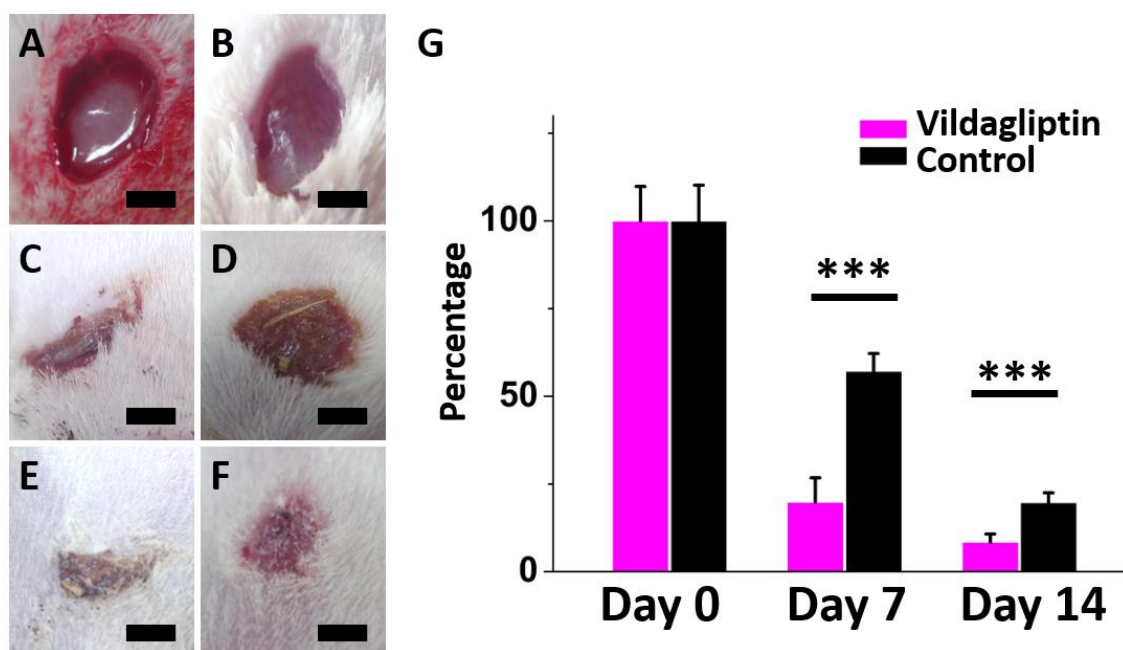 A
B
G
Vildagliptin
Control
100
***
C
D
Percentage
***
50
E
F
0
Day 0
Day 7
Day 14